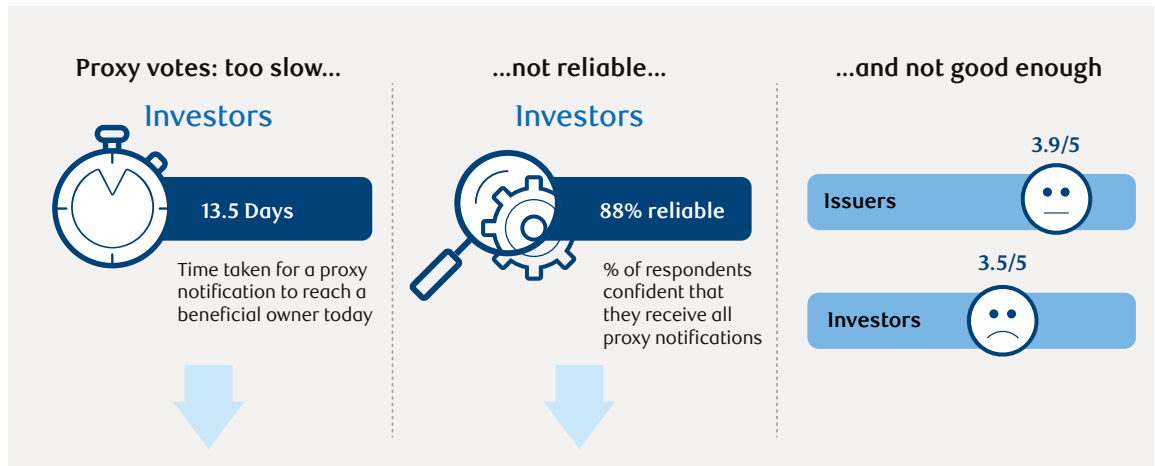 Proxy votes: too slow...
Investors
13.5 Days
Time taken for a proxy
notification to reach a
beneficial owner today
...not reliable...
Investors
88% reliable
% of respondents
confident that
they receive all
proxy notifications
...and not good enough
3.9/5
Issuers
3.5/5
Investors